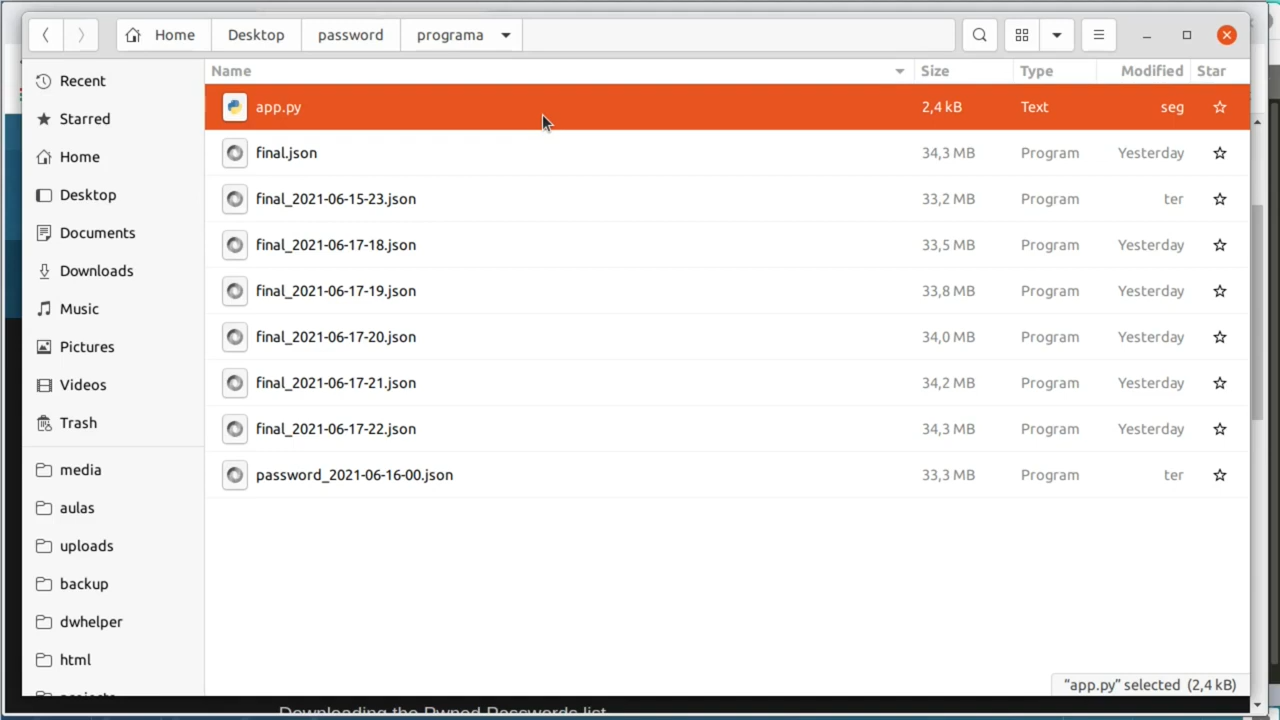 Home Desktop password programa
Name Size Type Modified Star
Recent
Starred
Home
Desktop
Documents
Downloads
Music
Pictures
Videos
Trash
media
aulas
uploads
backup
dwhelper
html
projects
app.py 2,4 kB Text seg
final.json 34,3 MB Program Yesterday
final_2021-06-15-23.json 33,2 MB Program ter
final_2021-06-17-18.json 33,5 MB Program Yesterday
final_2021-06-17-19.json 33,8 MB Program Yesterday
final_2021-06-17-20.json 34,0 MB Program Yesterday
final_2021-06-17-21.json 34,2 MB Program Yesterday
final_2021-06-17-22.json 34,3 MB Program Yesterday
password_2021-06-16-00.json 33,3 MB Program ter
"app.py" selected (2,4 kB)
Downloading the Pwned Passwords list